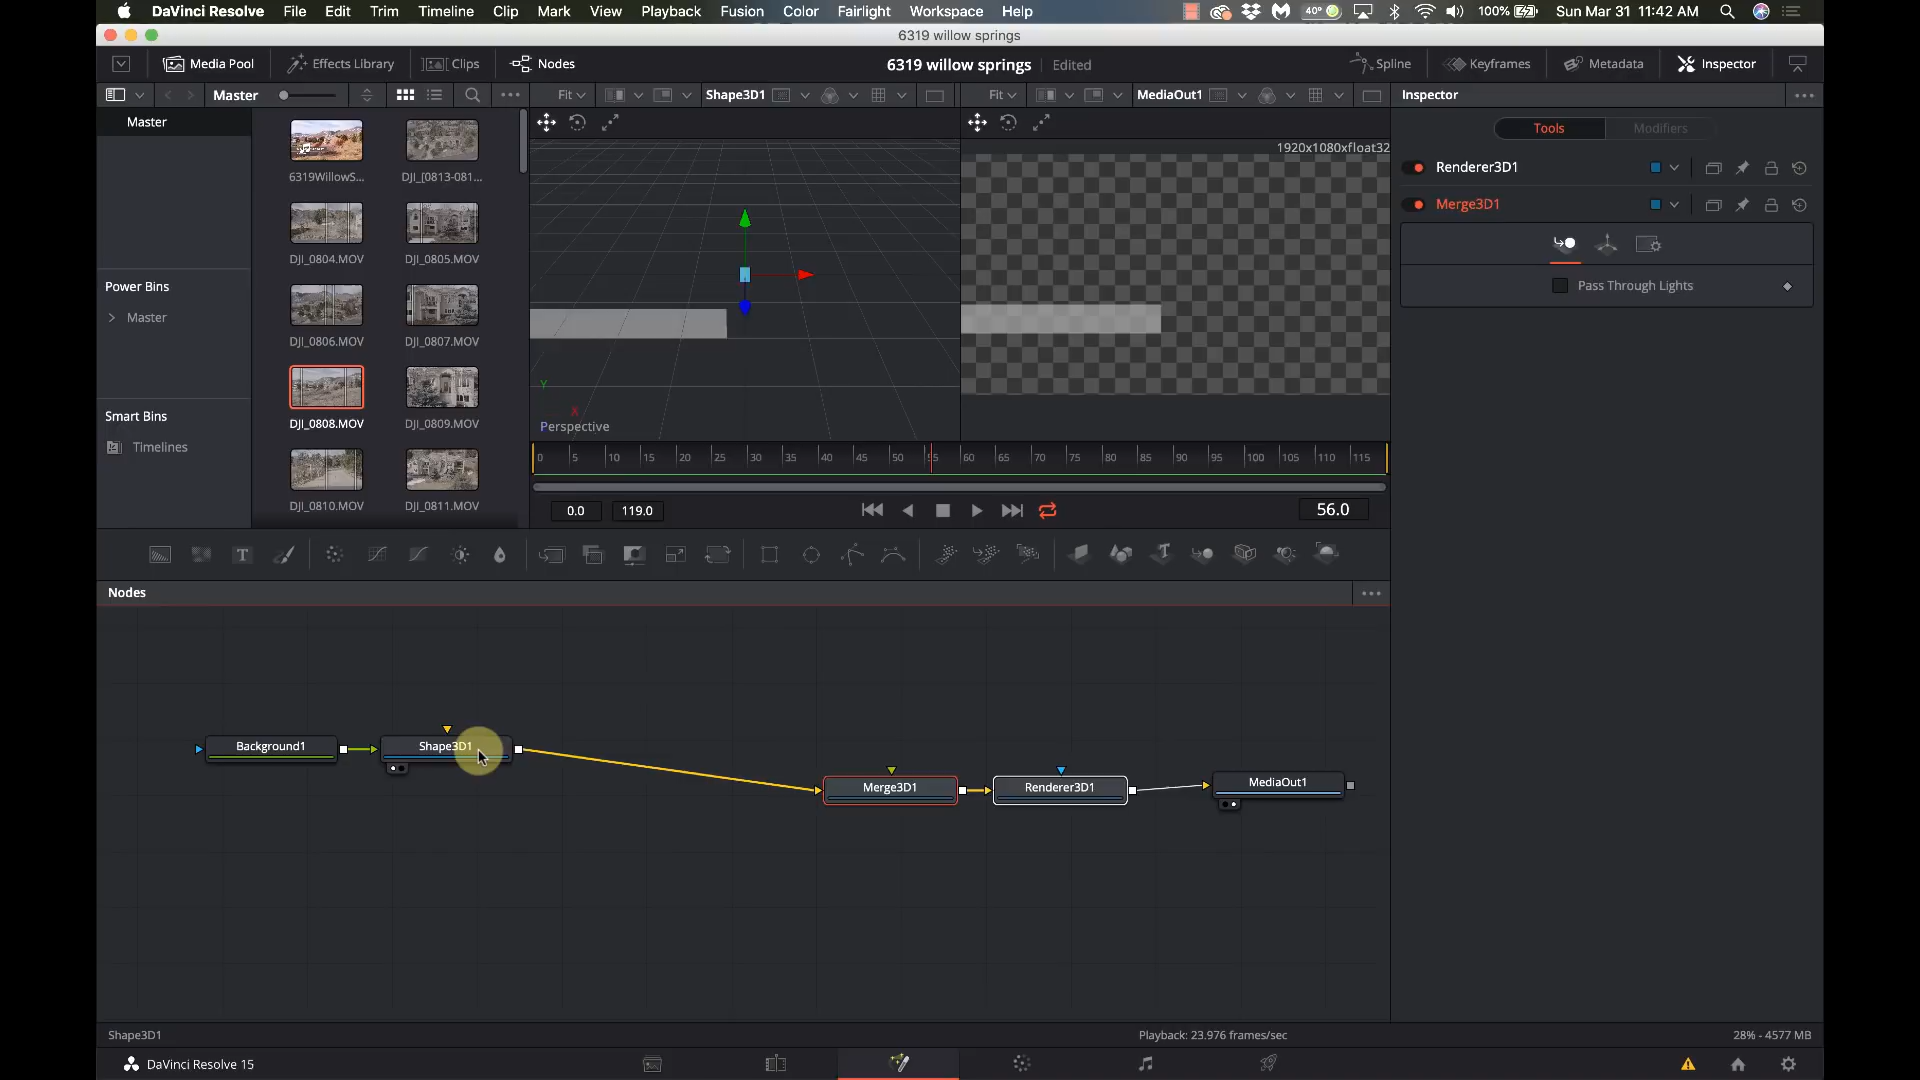 DaVinci Resolve File Edit Trim Timeline Clip Mark View Playback Fusion Color Fairlight Workspace Help 40° 100% Sun Mar 31 11:42 AM
6319 willow springs
Media Pool Effects Library Clips Nodes 6319 willow springs Edited Spline Keyframes Metadata Inspector
Master Fit Shape3D1 Fit MediaOut1 Inspector
Master
Tools Modifiers
1920x1080xfloat32
6319WillowS... DJI_[0813-081...
Renderer3D1
Merge3D1
DJI_0804.MOV DJI_0805.MOV
Power Bins
Pass Through Lights
Master
DJI_0806.MOV DJI_0807.MOV
Y
X
Smart Bins
DJI_0808.MOV DJI_0809.MOV
Perspective
Timelines
0 5 10 15 20 25 30 35 40 45 50 55 60 65 70 75 80 85 90 95 100 105 110 115
DJI_0810.MOV DJI_0811.MOV
0.0 119.0 56.0
T T
Nodes
Background1 Shape3D1
Merge3D1 Renderer3D1 MediaOut1
Shape3D1 Playback: 23.976 frames/sec 28% - 4577 MB
DaVinci Resolve 15